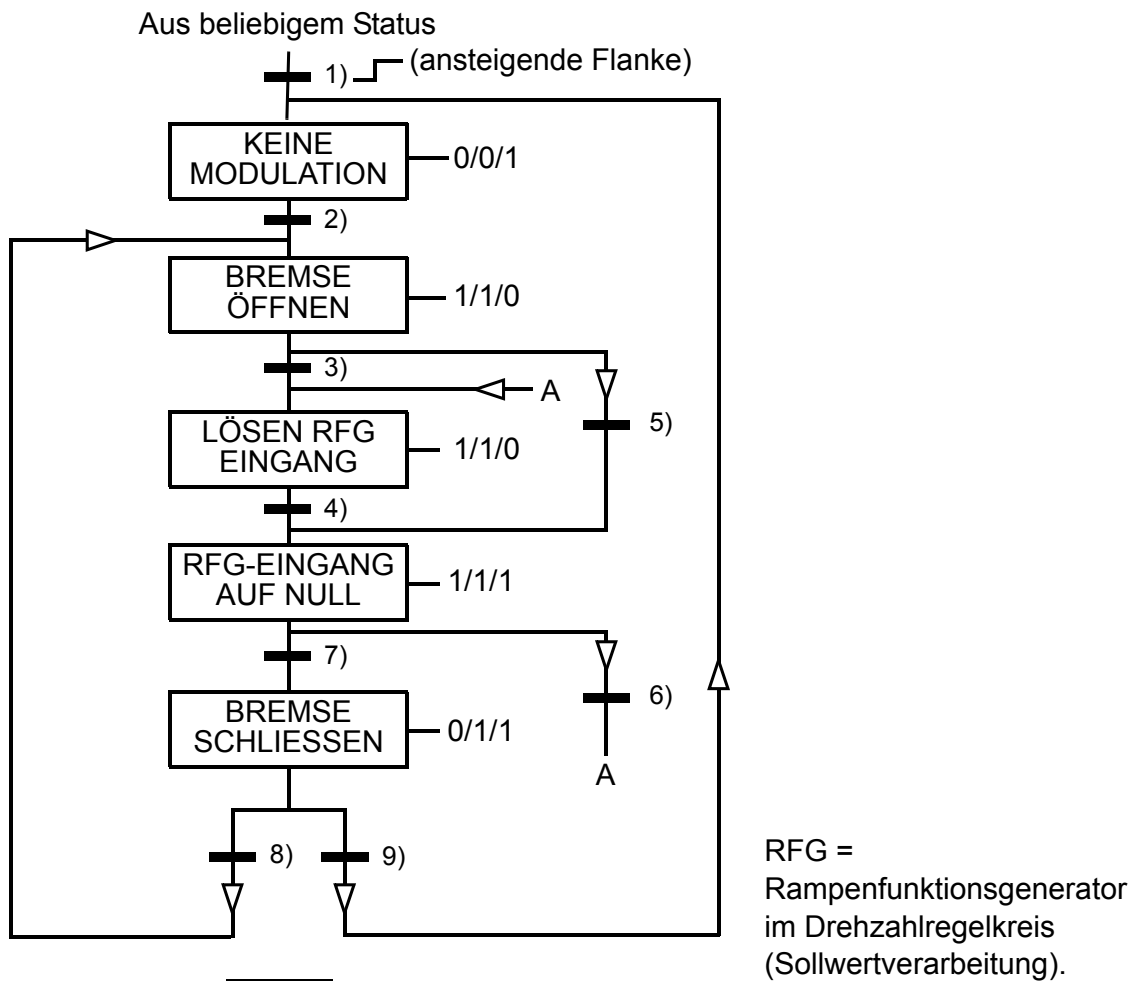 Aus beliebigem Status
1) (ansteigende Flanke)
KEINE
MODULATION
0/0/1
2)
BREMSE
ÖFFNEN
1/1/0
3)
A
5)
LÖSEN RFG
EINGANG
1/1/0
4)
RFG-EINGANG
AUF NULL
1/1/1
7)
6)
A
BREMSE
SCHLIESSEN
0/1/1
8)
9)
RFG =
Rampenfunktionsgenerator
im Drehzahlregelkreis
(Sollwertverarbeitung).